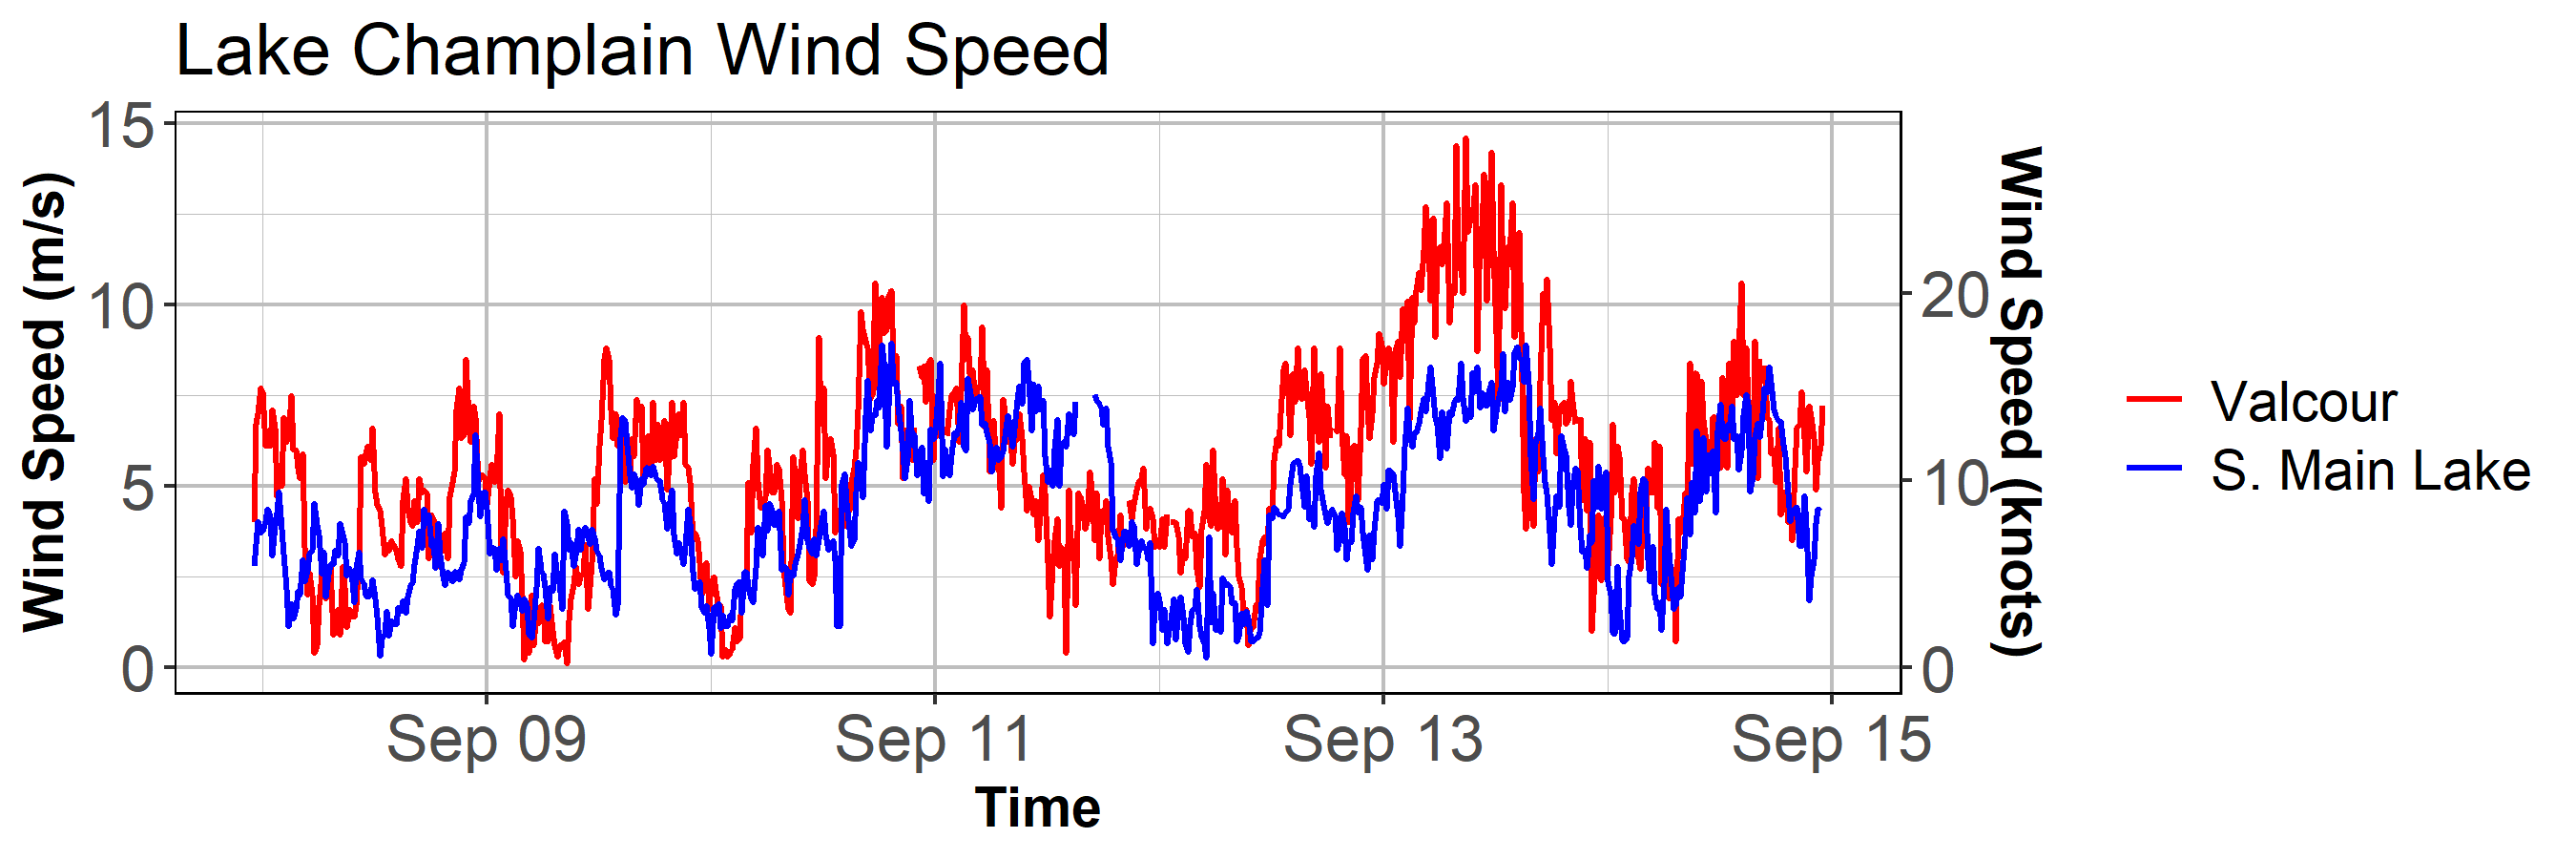 Lake Champlain Wind Speed
Wind Speed (m/s)
15
10
5
0
20
10
0
Wind Speed (knots)
Sep 09
Sep 11
Sep 13
Sep 15
Time
Valcour
S. Main Lake